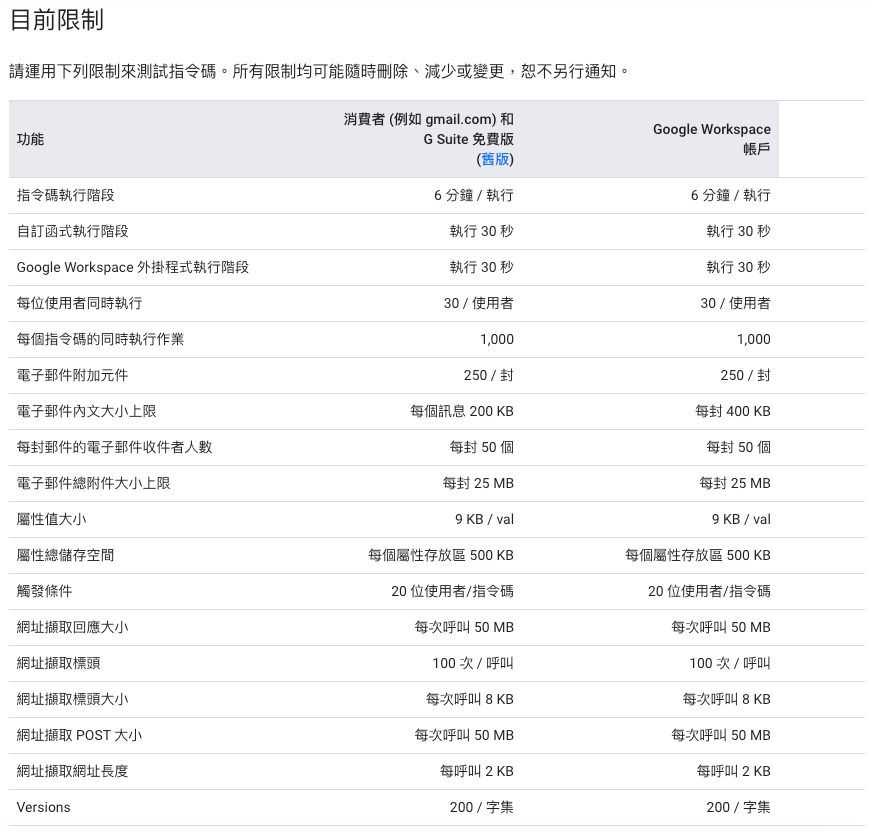 目前限制
請運用下列限制來測試指令碼。所有限制均可能隨時刪除、減少或變更，恕不另行通知。
功能
消費者 (例如 gmail.com) 和
G Suite 免費版
(舊版)
Google Workspace
帳戶
指令碼執行階段 6 分鐘 / 執行 6 分鐘 / 執行
自訂函式執行階段 執行 30 秒 執行 30 秒
Google Workspace 外掛程式執行階段 執行 30 秒 執行 30 秒
每位使用者同時執行 30 / 使用者 30 / 使用者
每個指令碼的同時執行作業 1,000 1,000
電子郵件附加元件 250 / 封 250 / 封
電子郵件內文大小上限 每個訊息 200 KB 每封 400 KB
每封郵件的電子郵件收件者人數 每封 50 個 每封 50 個
電子郵件總附件大小上限 每封 25 MB 每封 25 MB
屬性值大小 9 KB / val 9 KB / val
屬性總儲存空間 每個屬性存放區 500 KB 每個屬性存放區 500 KB
觸發條件 20 位使用者/指令碼 20 位使用者/指令碼
網址擷取回應大小 每次呼叫 50 MB 每次呼叫 50 MB
網址擷取標頭 100 次 / 呼叫 100 次 / 呼叫
網址擷取標頭大小 每次呼叫 8 KB 每次呼叫 8 KB
網址擷取 POST 大小 每次呼叫 50 MB 每次呼叫 50 MB
網址擷取網址長度 每呼叫 2 KB 每呼叫 2 KB
Versions 200 / 字集 200 / 字集